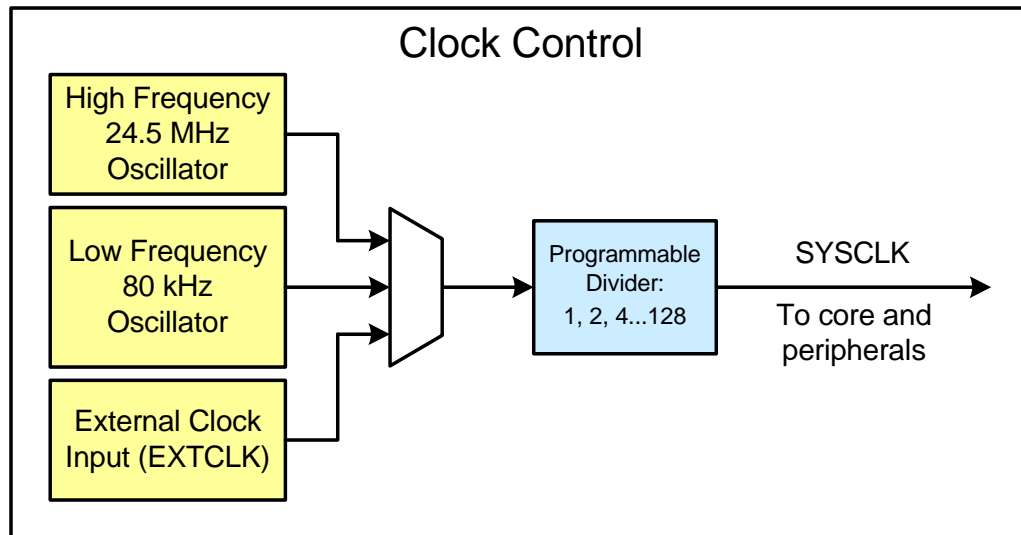 Clock Control
High Frequency
24.5 MHz
Oscillator
Low Frequency
80 kHz
Oscillator
External Clock
Input (EXTCLK)
Programmable
Divider:
1, 2, 4...128
SYSCLK
To core and
peripherals